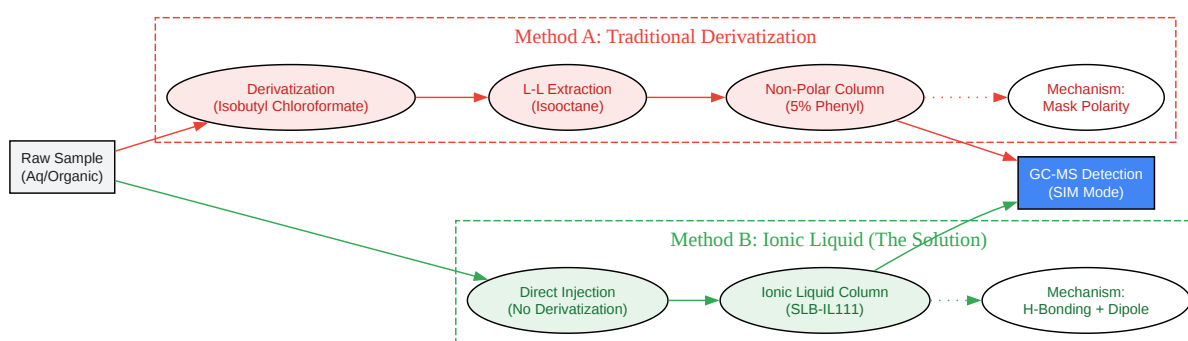 Method A: Traditional Derivatization
Derivatization
(Isobutyl Chloroformate)
L-L Extraction
(Isooctane)
Non-Polar Column
(5% Phenyl)
Mechanism:
Mask Polarity
Raw Sample
(Aq/Organic)
GC-MS Detection
(SIM Mode)
Method B: Ionic Liquid (The Solution)
Direct Injection
(No Derivatization)
Ionic Liquid Column
(SLB-IL111)
Mechanism:
H-Bonding + Dipole